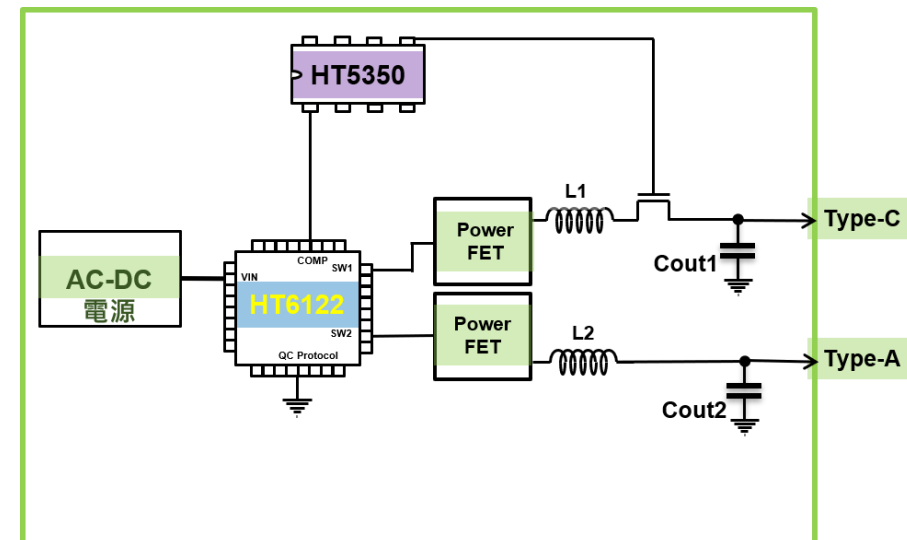 HT5350
L1
Power
FET
Type-C
Cout1
AC-DC
電源
COMP
SW1
VIN
HT6122
SW2
QC Protocol
Power
FET
L2
Type-A
Cout2